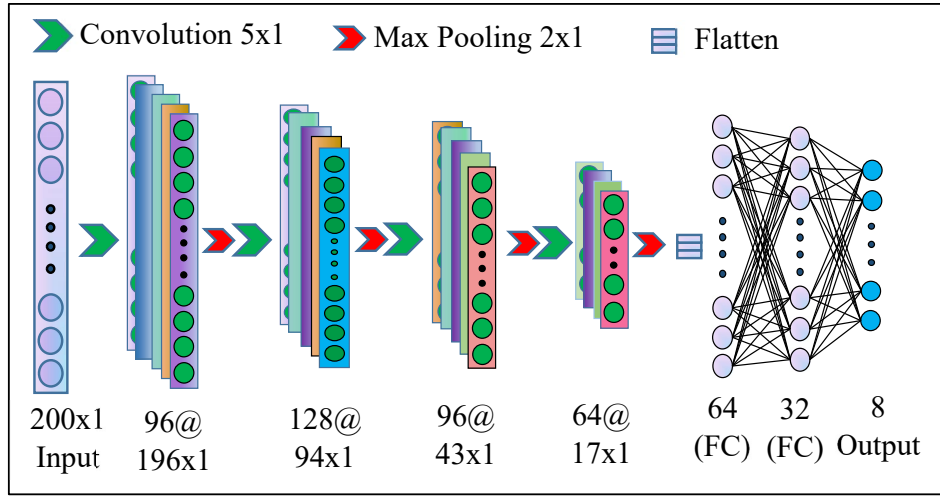 Convolution 5x1
Max Pooling 2x1
Flatten
200x1
Input
96@
196x1
128@
94x1
96@
43x1
64@
17x1
64
(FC)
32
(FC)
8
Output